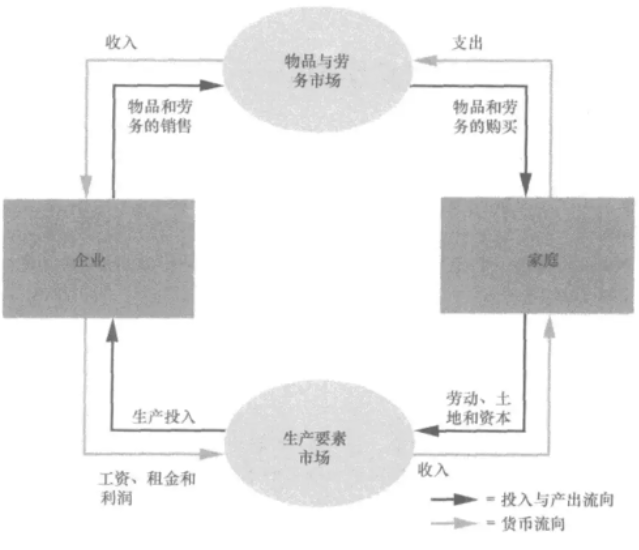 收入
物品与劳
务市场
支出
物品和劳
务的销售
物品和劳
务的购买
企业
家庭
生产投入
劳动、土
地和资本
生产要素
市场
工资、租金和
利润
收入
= 投入与产出流向
= 货币流向